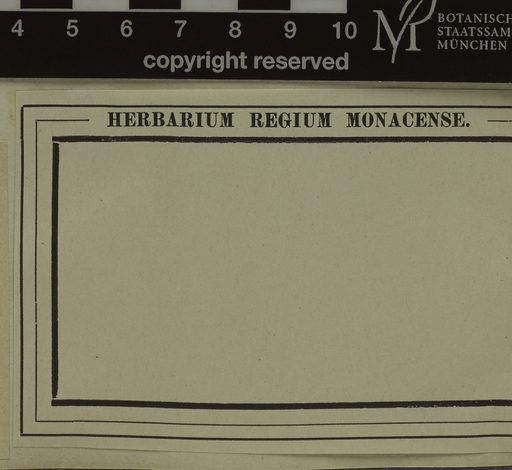 4 5 6 7 8 9 10
copyright reserved
BOTANISCH
STAATSSAM
MÜNCHEN
HERBARIUM REGIUM MONACENSE.